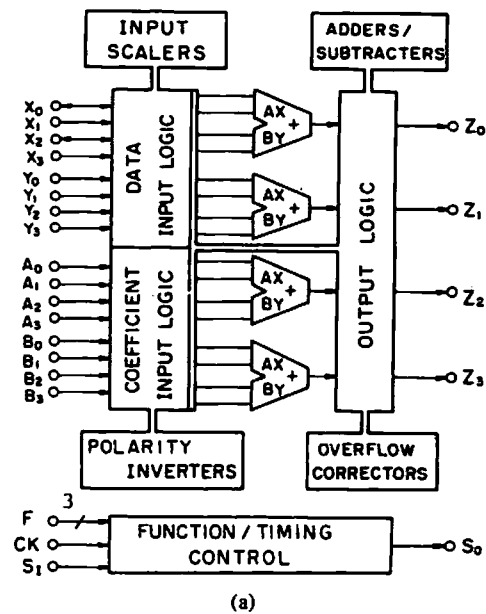 INPUT
SCALERS
ADDERS/
SUBTRACTERS
X0
X1
X2
X3
Y0
Y1
Y2
Y3
DATA
INPUT LOGIC
A0
A1
A2
A3
B0
B1
B2
B3
COEFFICIENT
INPUT LOGIC
AX
+
BY
AX
+
BY
AX
+
BY
AX
+
BY
OUTPUT LOGIC
Z0
Z1
Z2
Z3
POLARITY
INVERTERS
OVERFLOW
CORRECTORS
F
3
CK
SI
FUNCTION/TIMING
CONTROL
S0
(a)